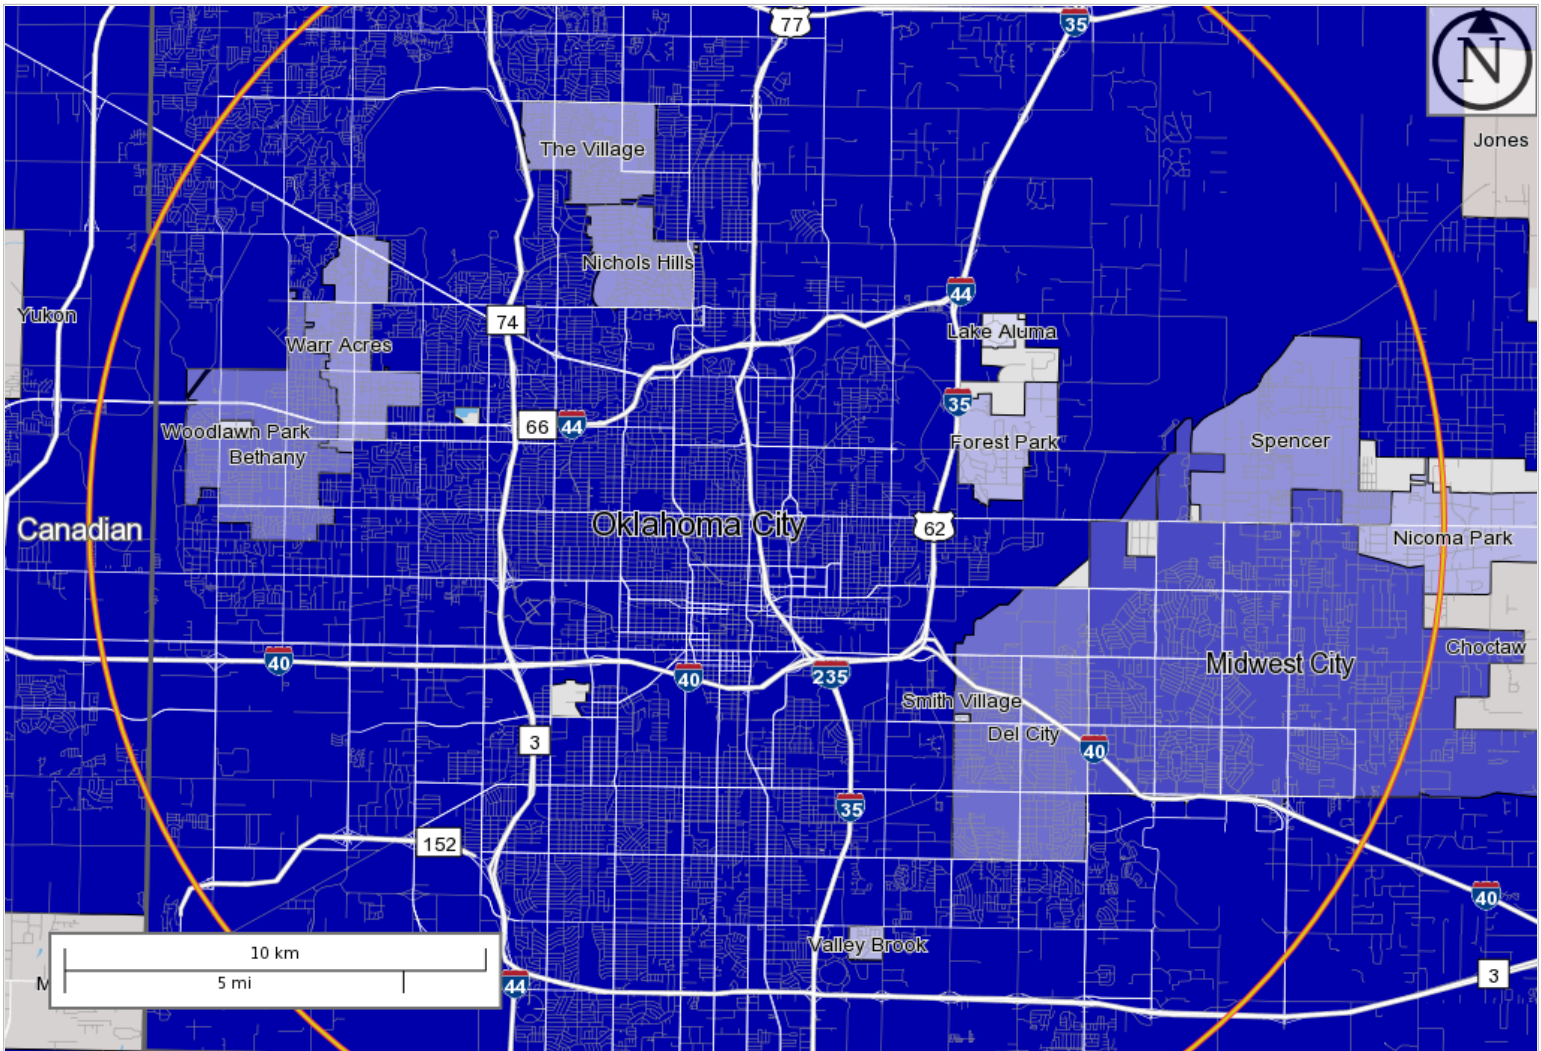 77
35
N
Jones
The Village
Nichols Hills
44
Yukon
74
Lake Aluma
Warr Acres
35
66
44
Woodlawn Park
Forest Park
Spencer
Bethany
Canadian
Oklahoma City
62
Nicoma Park
Choctaw
40
40
235
Midwest City
Smith Village
Del City
3
40
35
152
40
Valley Brook
10 km
5 mi
M
44
3